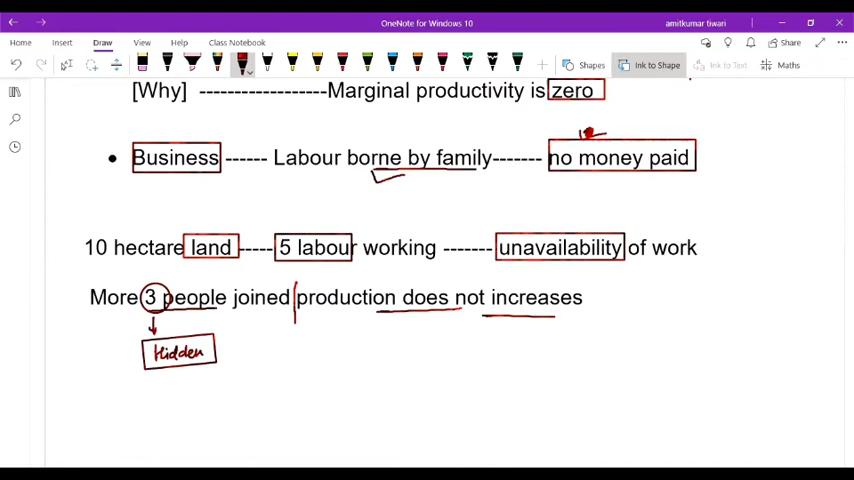 OneNote for Windows 10
amitkumar tiwari
Home Insert Draw View Help Class Notebook
Share
Shapes Ink to Shape Ink to Text Maths
[Why] ------------------Marginal productivity is zero
• Business ------ Labour borne by family------- no money paid
10 hectare land ----- 5 labour working ------- unavailability of work
More 3 people joined production does not increases
Hidden